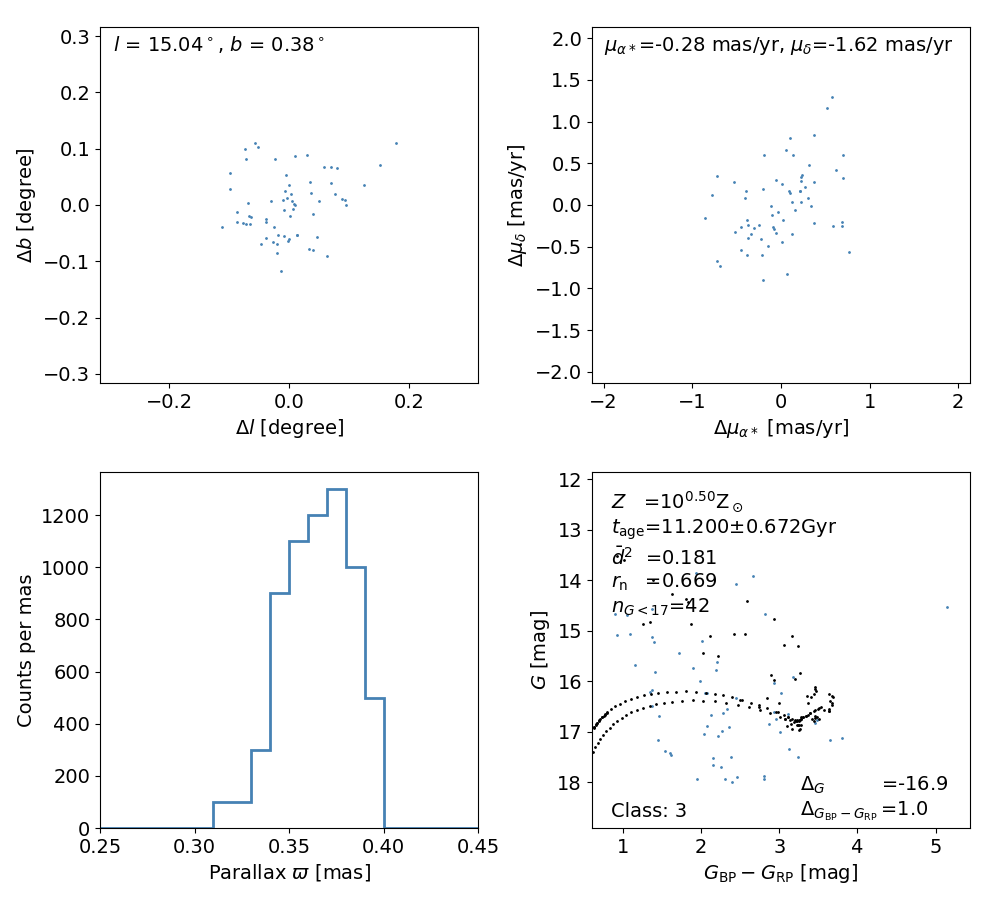 l = 15.04°, b = 0.38°
0.3
0.2
0.1
0.0
−0.1
−0.2
−0.3
Δb [degree]
−0.2 0.0 0.2
Δl [degree]
μα∗=-0.28 mas/yr, μδ=-1.62 mas/yr
2.0
1.5
1.0
0.5
0.0
−0.5
−1.0
−1.5
−2.0
Δμδ [mas/yr]
−2 −1 0 1 2
Δμα∗ [mas/yr]
1200
1000
800
600
400
200
0
Counts per mas
0.25 0.30 0.35 0.40 0.45
Parallax ϖ [mas]
Z =10^0.50Z⊙
tage=11.200±0.672Gyr
d̄² =0.181
rn =0.669
nG<17=42
12
13
14
15
16
17
18
G [mag]
ΔG =-16.9
ΔGBP−GRP=1.0
Class: 3
1 2 3 4 5
GBP − GRP [mag]